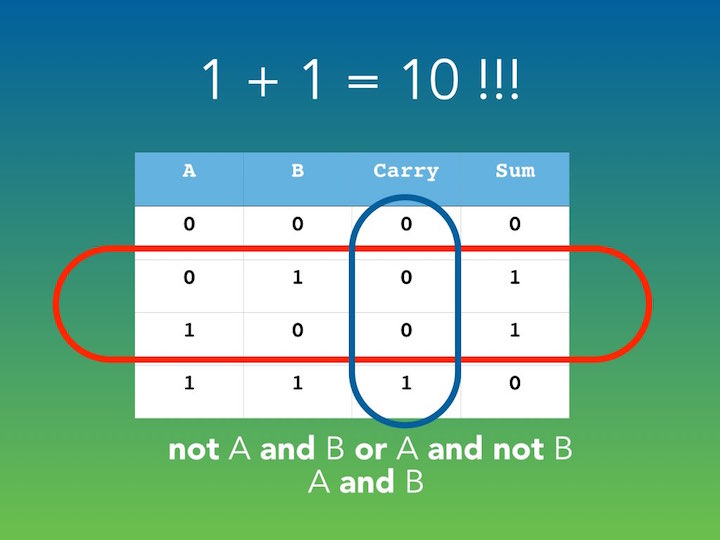 1 + 1 = 10 !!!
A B Carry Sum
0 0 0 0
0 1 0 1
1 0 0 1
1 1 1 0
not A and B or A and not B
A and B